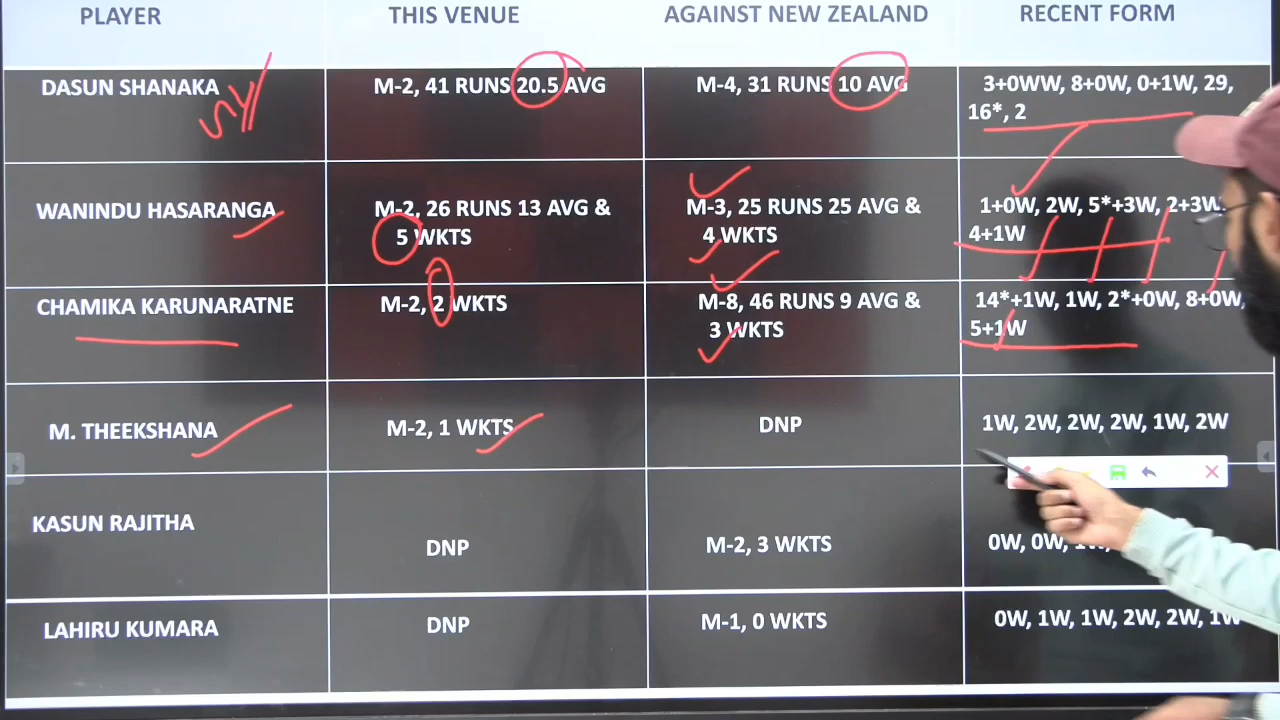 PLAYER THIS VENUE AGAINST NEW ZEALAND RECENT FORM
DASUN SHANAKA M-2, 41 RUNS 20.5 AVG M-4, 31 RUNS 10 AVG 3+0WW, 8+0W, 0+1W, 29,
16*, 2
WANINDU HASARANGA M-2, 26 RUNS 13 AVG & M-3, 25 RUNS 25 AVG & 1+0W, 2W, 5*+3W, 2+3W,
5 WKTS 4 WKTS 4+1W
CHAMIKA KARUNARATNE M-2, 2 WKTS M-8, 46 RUNS 9 AVG & 14*+1W, 1W, 2*+0W, 8+0W,
3 WKTS 5+1W
M. THEEKSHANA M-2, 1 WKTS DNP 1W, 2W, 2W, 2W, 1W, 2W
KASUN RAJITHA DNP M-2, 3 WKTS 0W, 0W, 1W,
LAHIRU KUMARA DNP M-1, 0 WKTS 0W, 1W, 1W, 2W, 2W, 1W